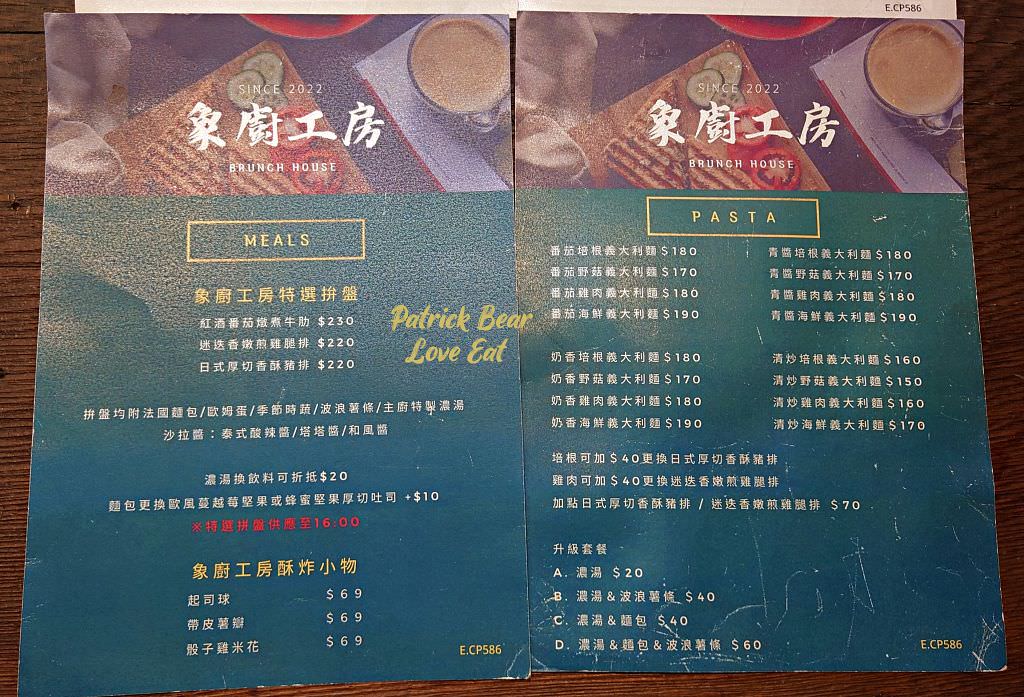 E.CP586
SINCE 2022
象廚工房
BRUNCH HOUSE
MEALS
象廚工房特選拼盤
紅酒番茄燉煮牛肋 $230
迷迭香嫩煎雞腿排 $220
日式厚切香酥豬排 $220
拼盤均附法國麵包/歐姆蛋/季節時蔬/波浪薯條/主廚特製濃湯
沙拉醬：泰式酸辣醬/塔塔醬/和風醬
濃湯換飲料可折抵$20
麵包更換歐風蔓越莓堅果或蜂蜜堅果厚切吐司 +$10
※特選拼盤供應至16:00
象廚工房酥炸小物
起司球 $69
帶皮薯瓣 $69
骰子雞米花 $69
E.CP586
Patrick Bear
Love Eat
SINCE 2022
象廚工房
BRUNCH HOUSE
PASTA
番茄培根義大利麵$180
番茄野菇義大利麵$170
番茄雞肉義大利麵$180
番茄海鮮義大利麵$190
青醬培根義大利麵$180
青醬野菇義大利麵$170
青醬雞肉義大利麵$180
青醬海鮮義大利麵$190
奶香培根義大利麵$180
奶香野菇義大利麵$170
奶香雞肉義大利麵$180
奶香海鮮義大利麵$190
清炒培根義大利麵$160
清炒野菇義大利麵$150
清炒雞肉義大利麵$160
清炒海鮮義大利麵$170
培根可加$40更換日式厚切香酥豬排
雞肉可加$40更換迷迭香嫩煎雞腿排
加點日式厚切香酥豬排 / 迷迭香嫩煎雞腿排 $70
升級套餐
A. 濃湯 $20
B. 濃湯&波浪薯條 $40
C. 濃湯&麵包 $40
D. 濃湯&麵包&波浪薯條 $60
E.CP586